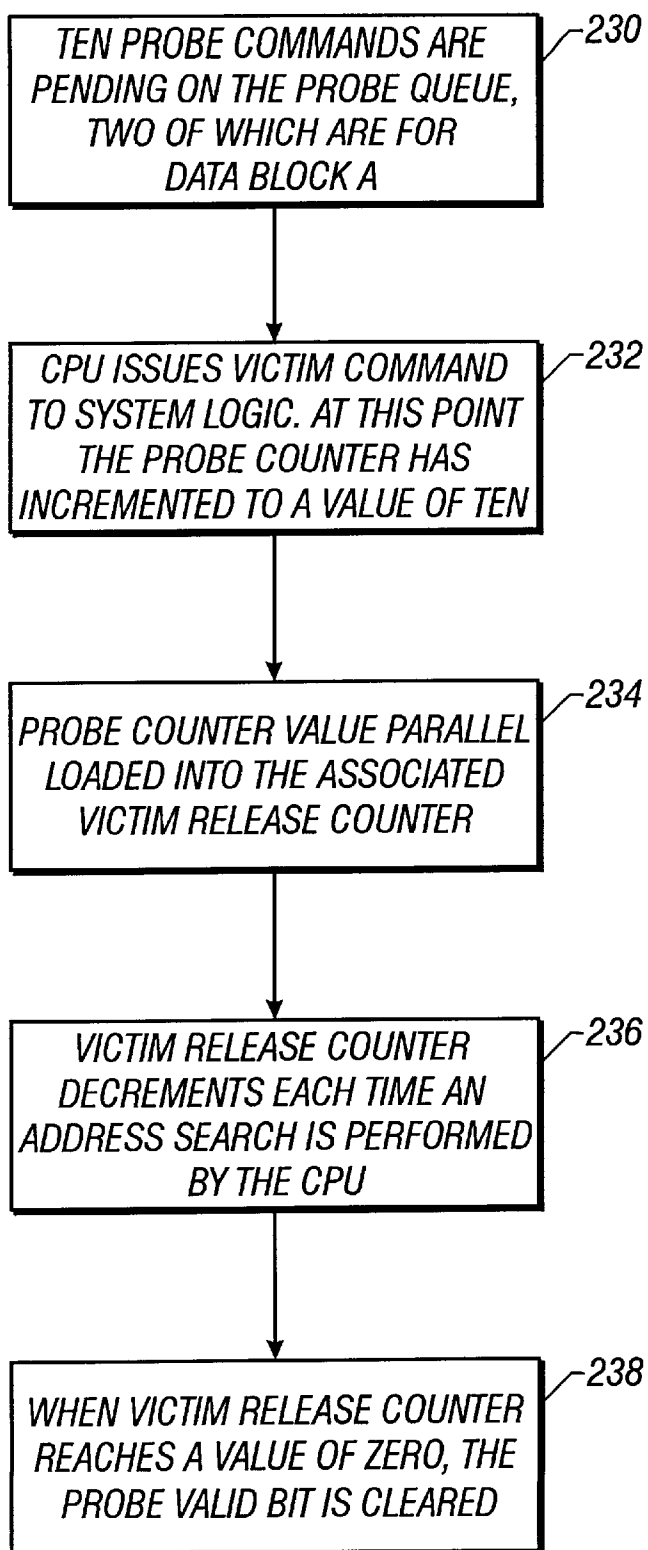 TEN PROBE COMMANDS ARE
PENDING ON THE PROBE QUEUE,
TWO OF WHICH ARE FOR
DATA BLOCK A
230
CPU ISSUES VICTIM COMMAND
TO SYSTEM LOGIC. AT THIS POINT
THE PROBE COUNTER HAS
INCREMENTED TO A VALUE OF TEN
232
PROBE COUNTER VALUE PARALLEL
LOADED INTO THE ASSOCIATED
VICTIM RELEASE COUNTER
234
VICTIM RELEASE COUNTER
DECREMENTS EACH TIME AN
ADDRESS SEARCH IS PERFORMED
BY THE CPU
236
WHEN VICTIM RELEASE COUNTER
REACHES A VALUE OF ZERO, THE
PROBE VALID BIT IS CLEARED
238